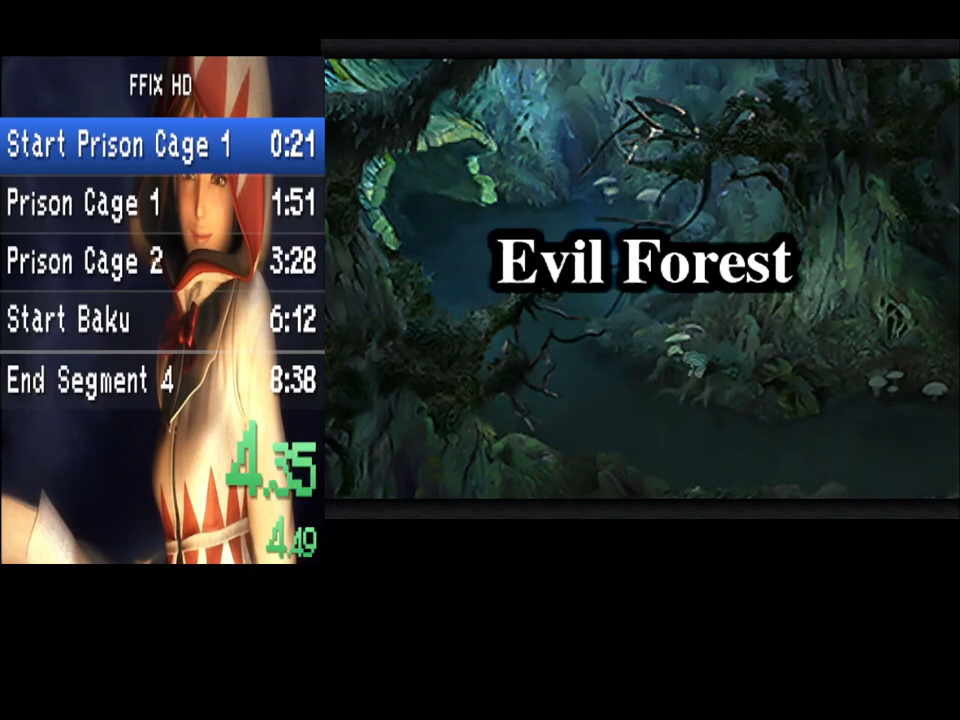 FFIX HD
Start Prison Cage 1 0:21
Prison Cage 1 1:51
Prison Cage 2 3:28
Start Baku 6:12
End Segment 4 8:38
4.35
4.49
Evil Forest